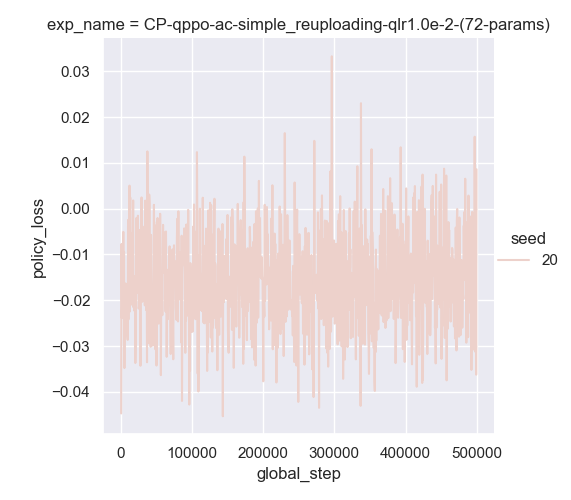 exp_name = CP-qppo-ac-simple_reuploading-qlr1.0e-2-(72-params)
0.03
0.02
0.01
0.00
−0.01
−0.02
−0.03
−0.04
policy_loss
0 100000 200000 300000 400000 500000
global_step
seed
20